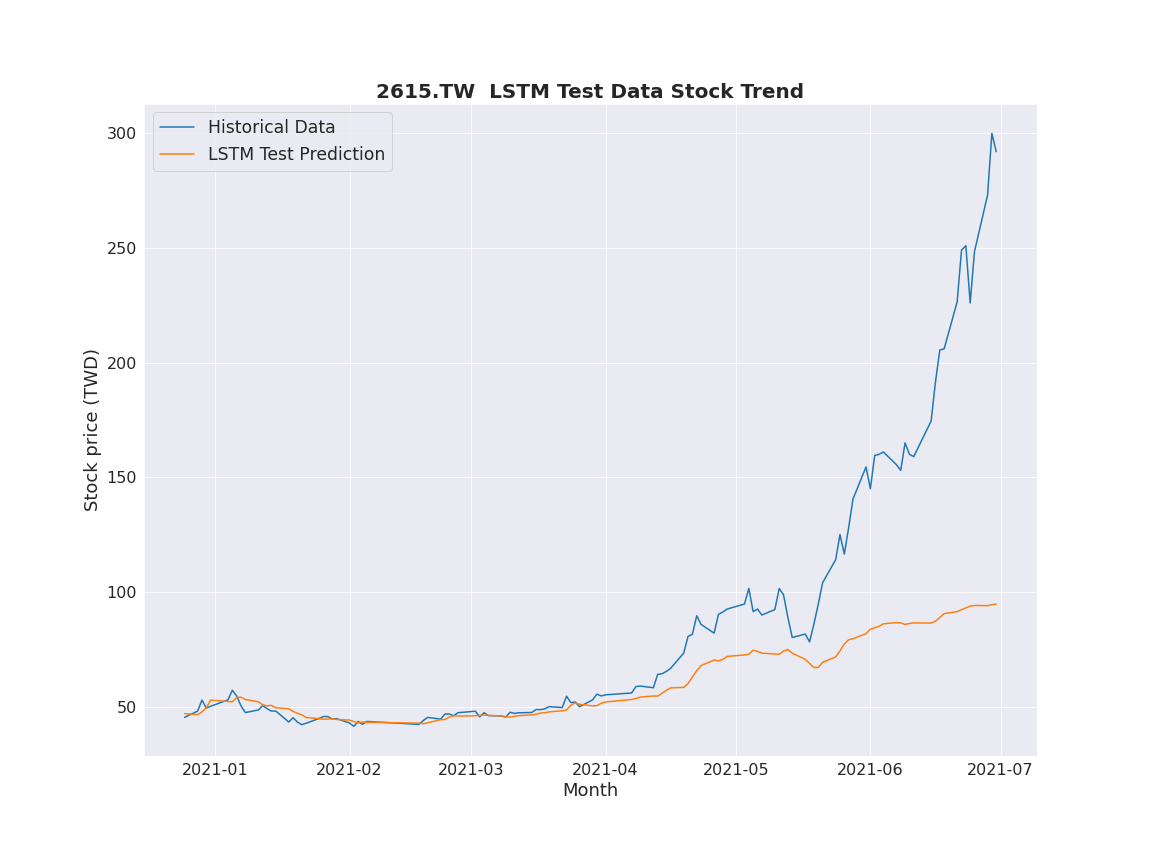 2615.TW  LSTM Test Data Stock Trend
Historical Data
LSTM Test Prediction
300
250
200
150
100
50
Stock price (TWD)
2021-01 2021-02 2021-03 2021-04 2021-05 2021-06 2021-07
Month